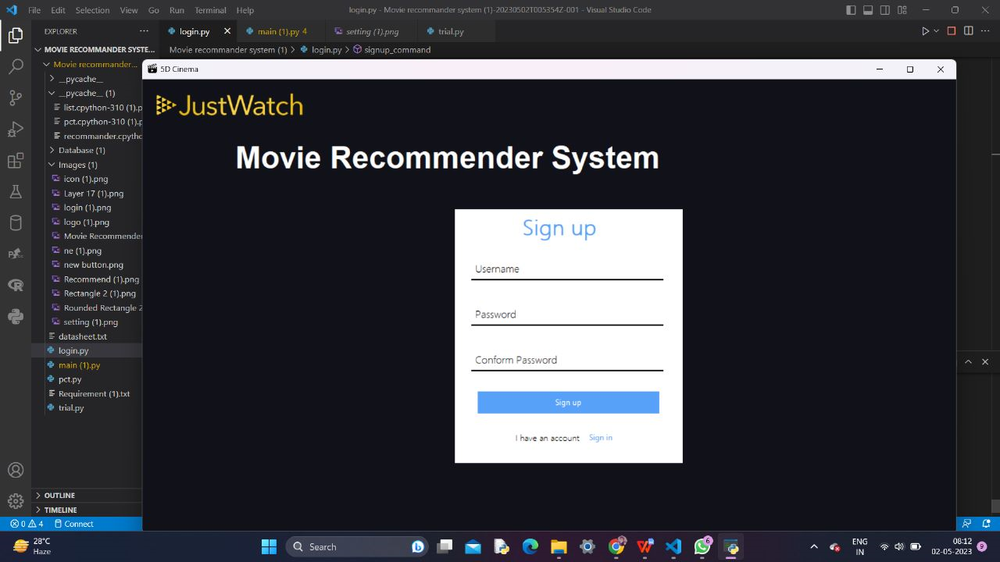 File Edit Selection View Go Run Terminal Help
login.py - Movie recommander system (1)-20230502T005354Z-001 - Visual Studio Code
EXPLORER
login.py
main (1).py 4
setting (1).png
trial.py
MOVIE RECOMMANDER SYSTE...
Movie recommander system (1) > login.py > signup_command
Movie recommander...
__pycache__
__pycache__ (1)
list.cpython-310 (1).p
pct.cpython-310 (1).p
recommander.cpytho
Database (1)
Images (1)
icon (1).png
Layer 17 (1).png
login (1).png
logo (1).png
Movie Recommender
ne (1).png
new button.png
Recommend (1).png
Rectangle 2 (1).png
Rounded Rectangle 2
setting (1).png
datasheet.txt
login.py
main (1).py
pct.py
Requirement (1).txt
trial.py
OUTLINE
TIMELINE
0 4 Connect
5D Cinema
JustWatch
Movie Recommender System
Sign up
Username
Password
Conform Password
Sign up
I have an account Sign in
28°C
Haze
Search
6
ENG
IN
08:12
02-05-2023
9